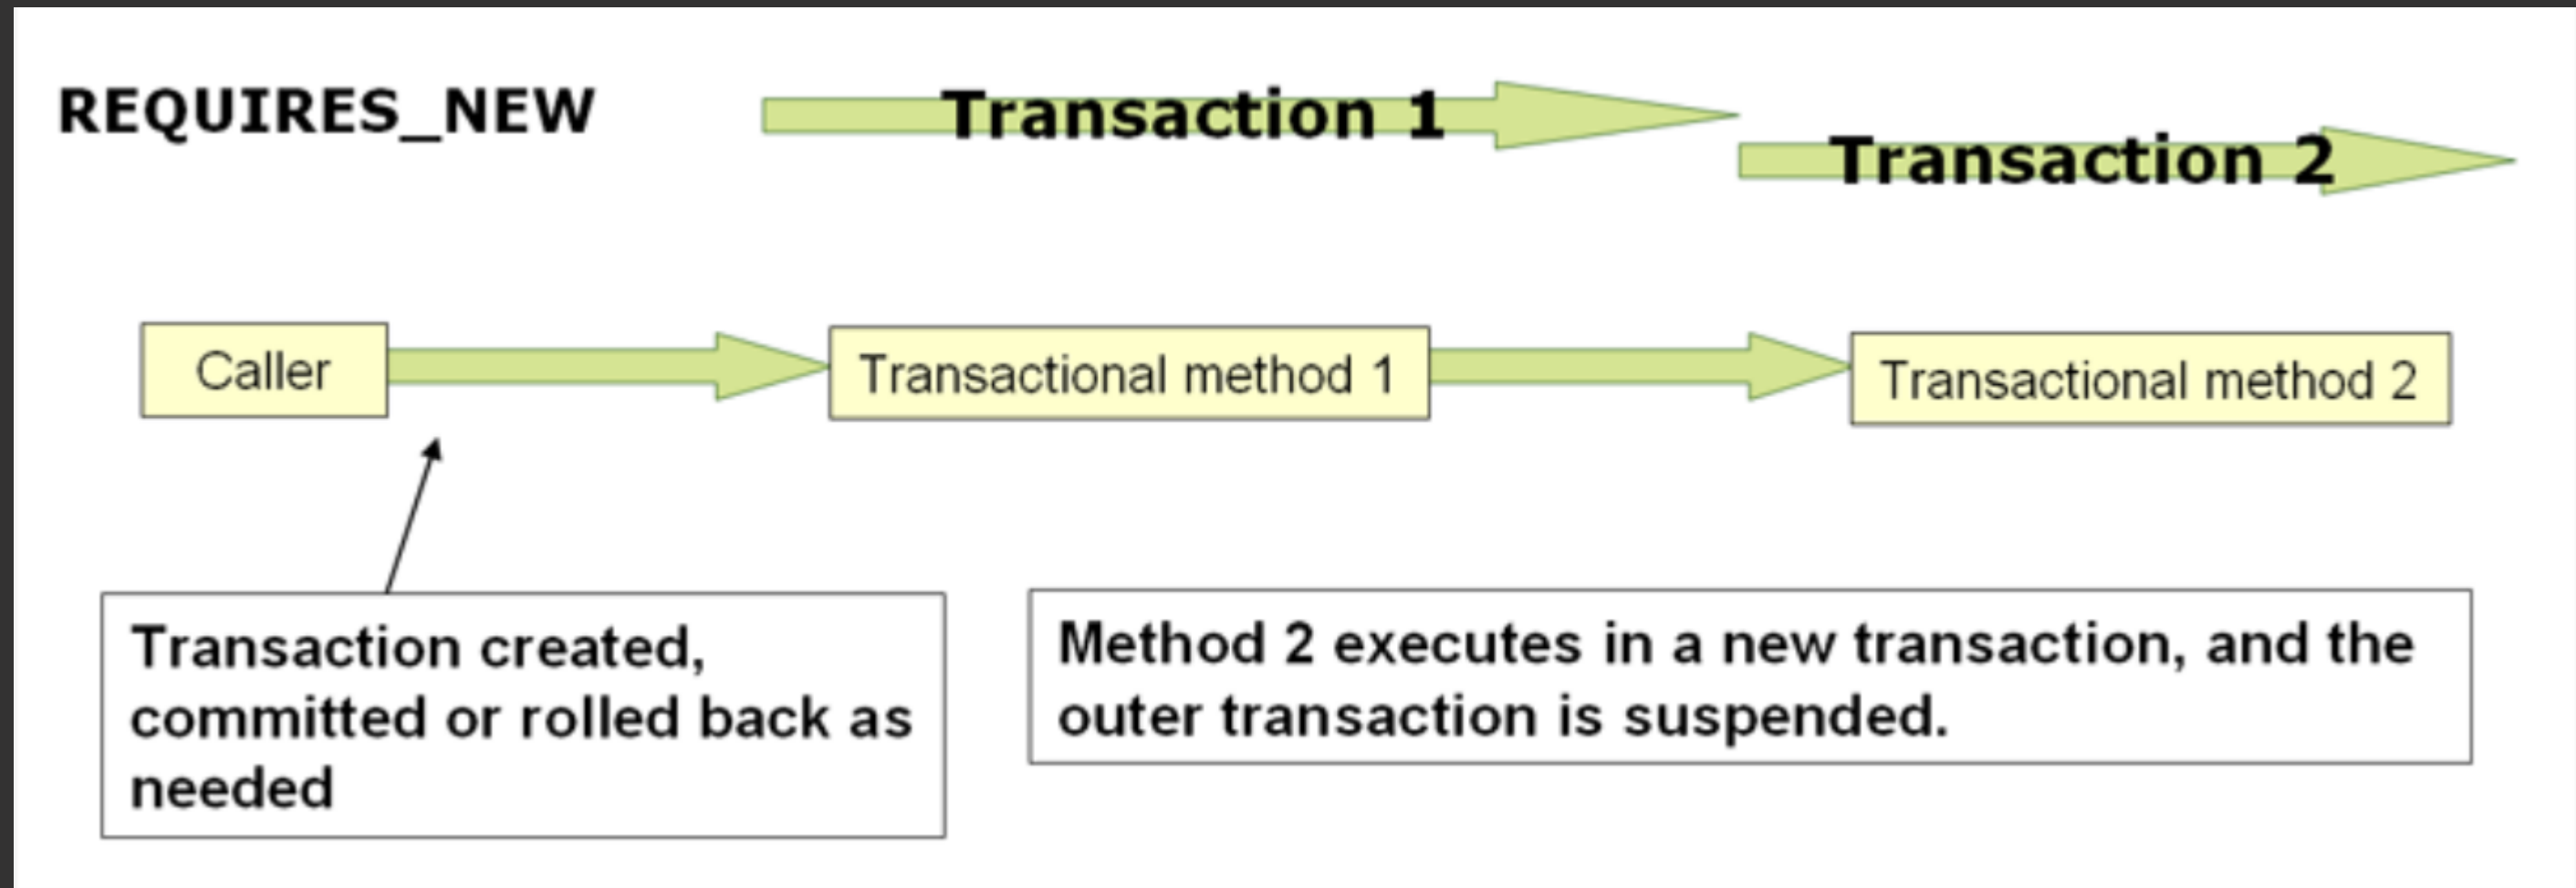 REQUIRES_NEW
Transaction 1
Transaction 2
Caller
Transactional method 1
Transactional method 2
Transaction created,
committed or rolled back as
needed
Method 2 executes in a new transaction, and the
outer transaction is suspended.